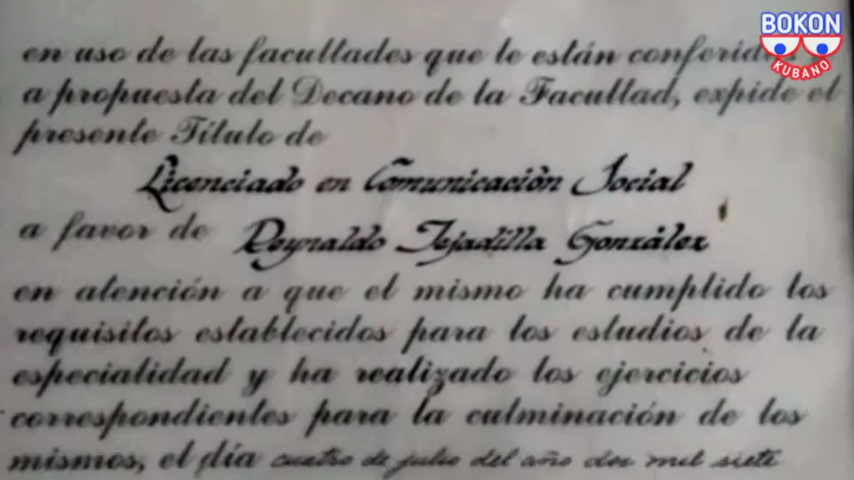 BOKON
KUBANO
en uso de las facultades que le están conferidas
a propuesta del Decano de la Facultad, expide el
presente Título de
Licenciado en Comunicación Social
a favor de Reynaldo Tejadilla González
en atención a que el mismo ha cumplido los
requisitos establecidos para los estudios de la
especialidad y ha realizado los ejercicios
correspondientes para la culminación de los
mismos, el día cuatro de julio del año dos mil siete